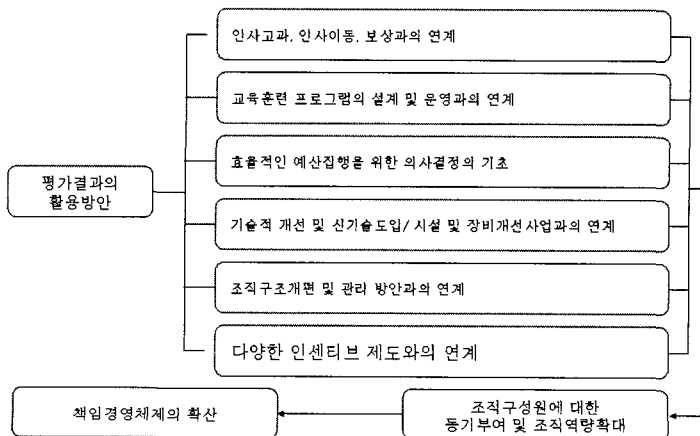 인사고과, 인사이동, 보상과의 연계
교육훈련 프로그램의 설계 및 운영과의 연계
효율적인 예산집행을 위한 의사결정의 기초
평가결과의
활용방안
기술적 개선 및 신기술도입/ 시설 및 장비개선사업과의 연계
조직구조개편 및 관리 방안과의 연계
다양한 인센티브 제도와의 연계
책임경영체제의 확산
조직구성원에 대한
동기부여 및 조직역량확대